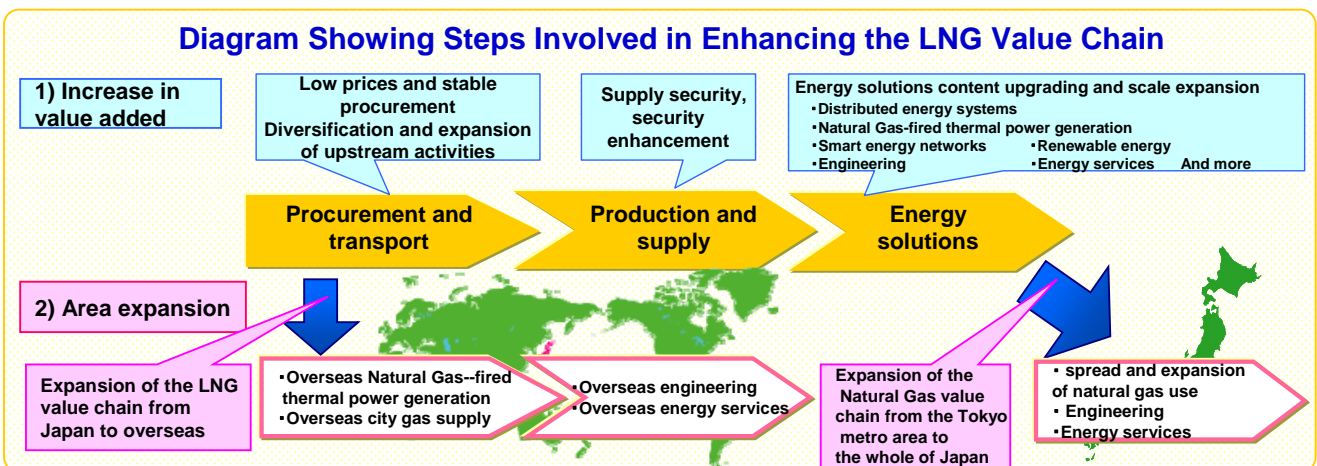 Diagram Showing Steps Involved in Enhancing the LNG Value Chain
1) Increase in
value added
Low prices and stable
procurement
Diversification and expansion
of upstream activities
Supply security,
security
enhancement
Energy solutions content upgrading and scale expansion
・Distributed energy systems
・Natural Gas-fired thermal power generation
・Smart energy networks ・Renewable energy
・Engineering ・Energy services And more
Procurement and
transport
Production and
supply
Energy
solutions
2) Area expansion
Expansion of the LNG
value chain from
Japan to overseas
・Overseas Natural Gas--fired
thermal power generation
・Overseas city gas supply
・Overseas engineering
・Overseas energy services
Expansion of the
Natural Gas value
chain from the Tokyo
metro area to
the whole of Japan
・ spread and expansion
of natural gas use
・ Engineering
・Energy services